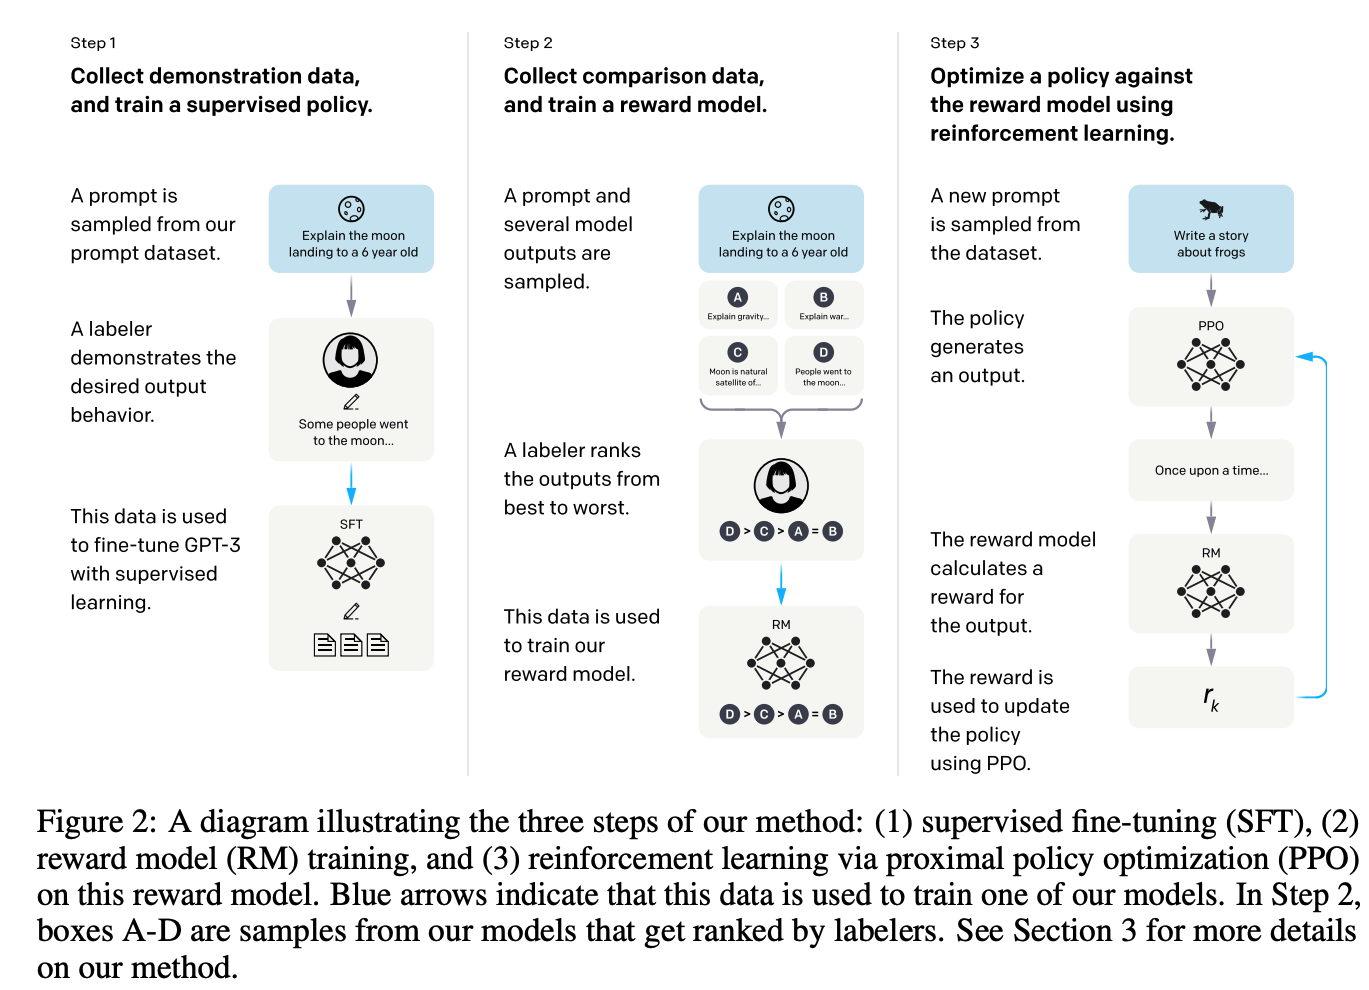 Step 1
Collect demonstration data,
and train a supervised policy.
A prompt is
sampled from our
prompt dataset.
Explain the moon
landing to a 6 year old
A labeler
demonstrates the
desired output
behavior.
Some people went
to the moon...
This data is used
to fine-tune GPT-3
with supervised
learning.
SFT
Step 2
Collect comparison data,
and train a reward model.
A prompt and
several model
outputs are
sampled.
Explain the moon
landing to a 6 year old
A
Explain gravity...
B
Explain war...
C
Moon is natural
satellite of...
D
People went to
the moon...
A labeler ranks
the outputs from
best to worst.
D > C > A = B
This data is used
to train our
reward model.
RM
D > C > A = B
Step 3
Optimize a policy against
the reward model using
reinforcement learning.
A new prompt
is sampled from
the dataset.
Write a story
about frogs
The policy
generates
an output.
PPO
Once upon a time...
The reward model
calculates a
reward for
the output.
RM
The reward is
used to update
the policy
using PPO.
rₖ
Figure 2: A diagram illustrating the three steps of our method: (1) supervised fine-tuning (SFT), (2)
reward model (RM) training, and (3) reinforcement learning via proximal policy optimization (PPO)
on this reward model. Blue arrows indicate that this data is used to train one of our models. In Step 2,
boxes A-D are samples from our models that get ranked by labelers. See Section 3 for more details
on our method.